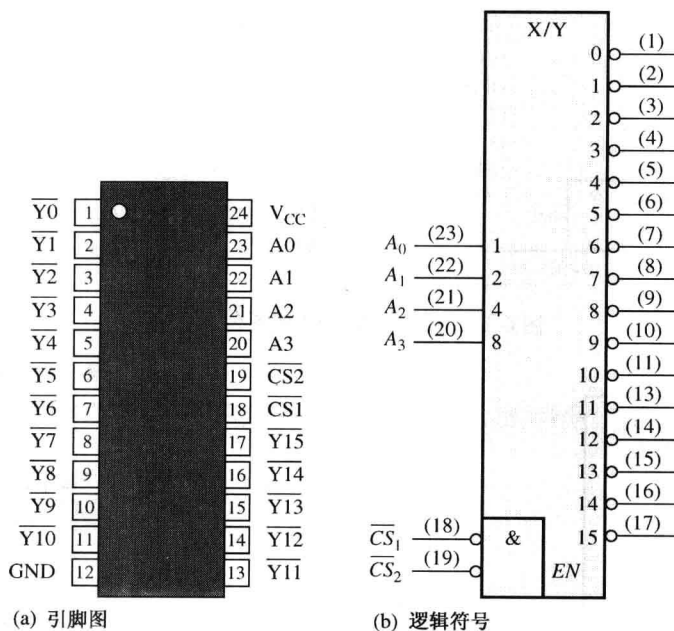 Y0 1 24 VCC
Y1 2 23 A0
Y2 3 22 A1
Y3 4 21 A2
Y4 5 20 A3
Y5 6 19 CS2
Y6 7 18 CS1
Y7 8 17 Y15
Y8 9 16 Y14
Y9 10 15 Y13
Y10 11 14 Y12
GND 12 13 Y11
(a) 引脚图
X/Y
0 (1)
1 (2)
2 (3)
3 (4)
4 (5)
5 (6)
A0 (23) 1 6 (7)
A1 (22) 2 7 (8)
A2 (21) 4 8 (9)
A3 (20) 8 9 (10)
10 (11)
11 (13)
12 (14)
13 (15)
14 (16)
15 (17)
CS1 (18) &
CS2 (19) EN
(b) 逻辑符号